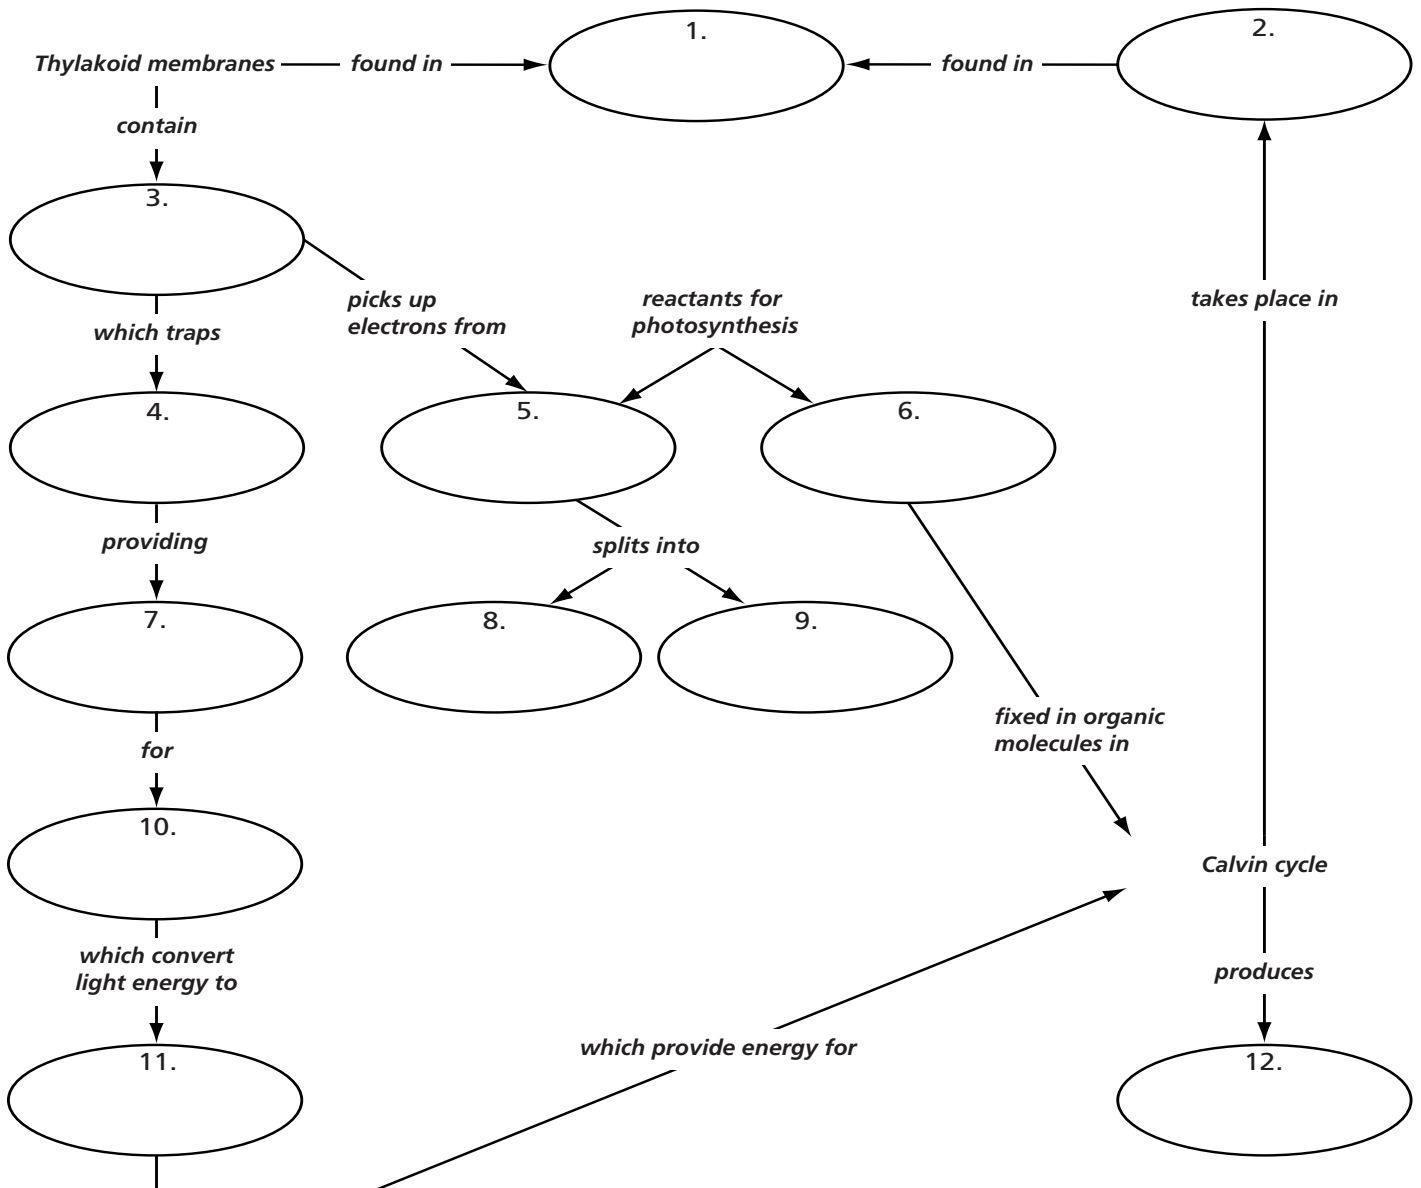 1.
2.
Thylakoid membranes
found in
found in
contain
3.
picks up
electrons from
reactants for
photosynthesis
takes place in
which traps
4.
5.
6.
providing
splits into
7.
8.
9.
fixed in organic
molecules in
for
10.
Calvin cycle
which convert
light energy to
produces
which provide energy for
11.
12.